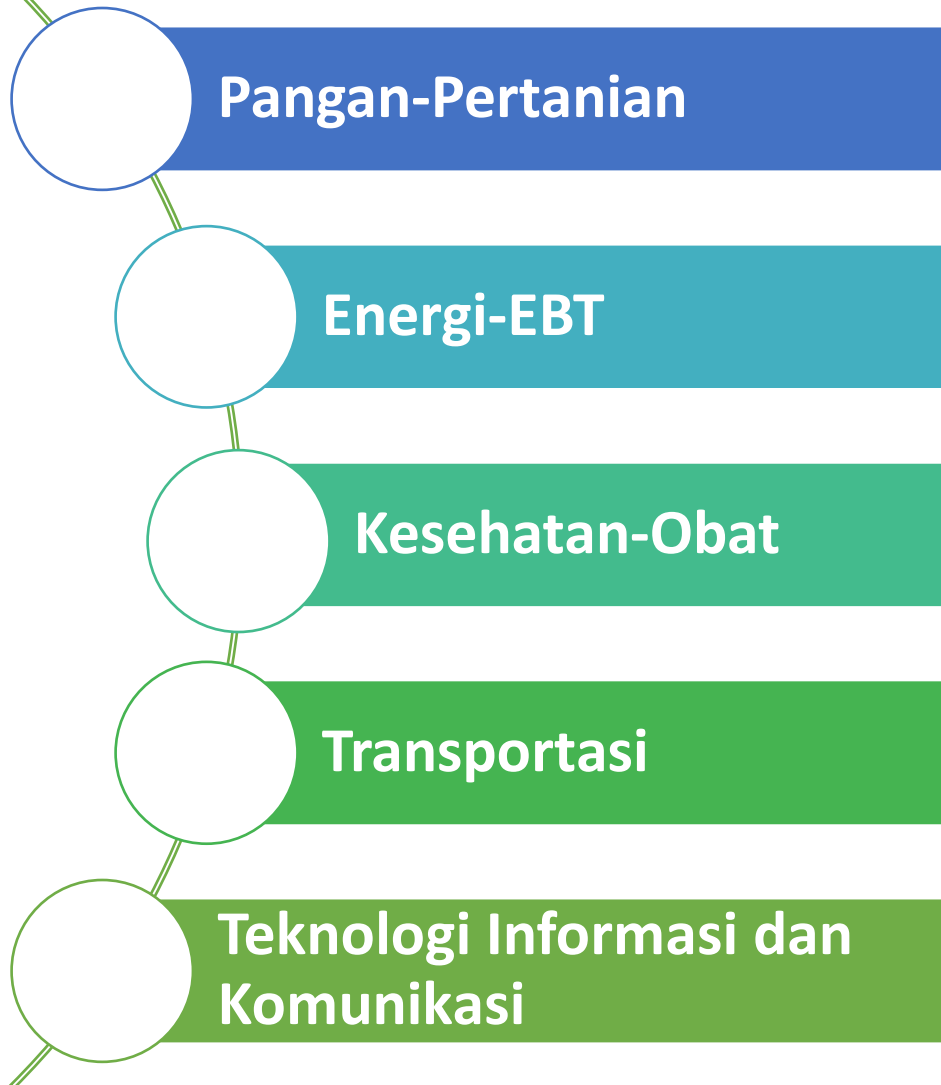 Pangan-Pertanian
Energi-EBT
Kesehatan-Obat
Transportasi
Teknologi Informasi dan
Komunikasi